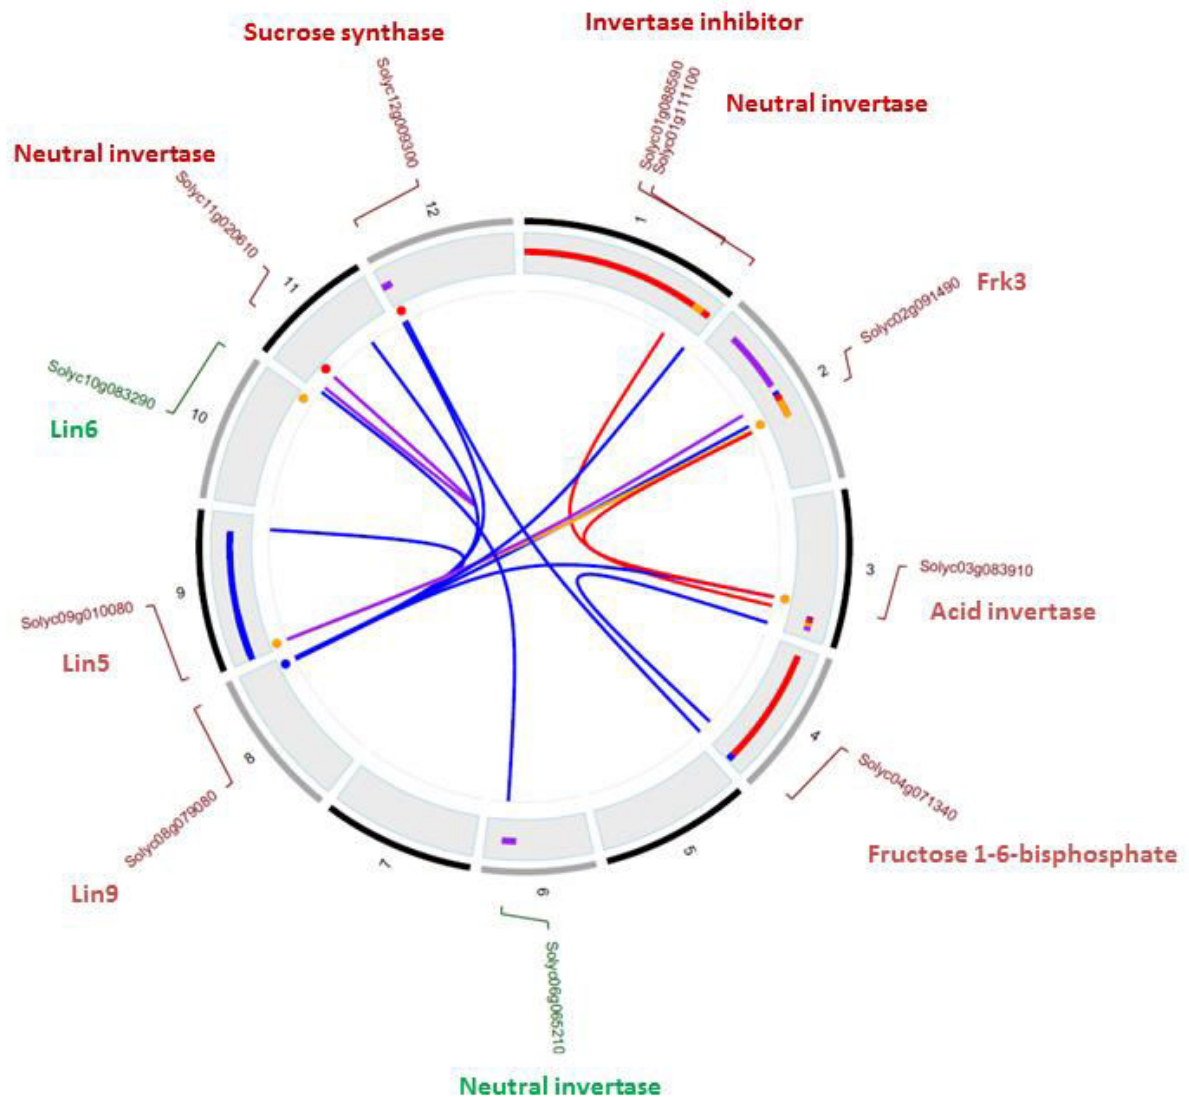 Sucrose synthase
Invertase inhibitor
Solyc12g009300
Solyc01g088590
Solyc01g111100
Neutral invertase
Neutral invertase
Solyc11g020610
12
1
11
Solyc02g091490
Frk3
2
Solyc10g083290
10
Lin6
3
Solyc03g083910
Acid invertase
9
Solyc09g010080
Lin5
4
8
Solyc04g071340
Fructose 1-6-bisphosphate
Solyc08g079080
Lin9
7
5
6
Solyc06g065210
Neutral invertase